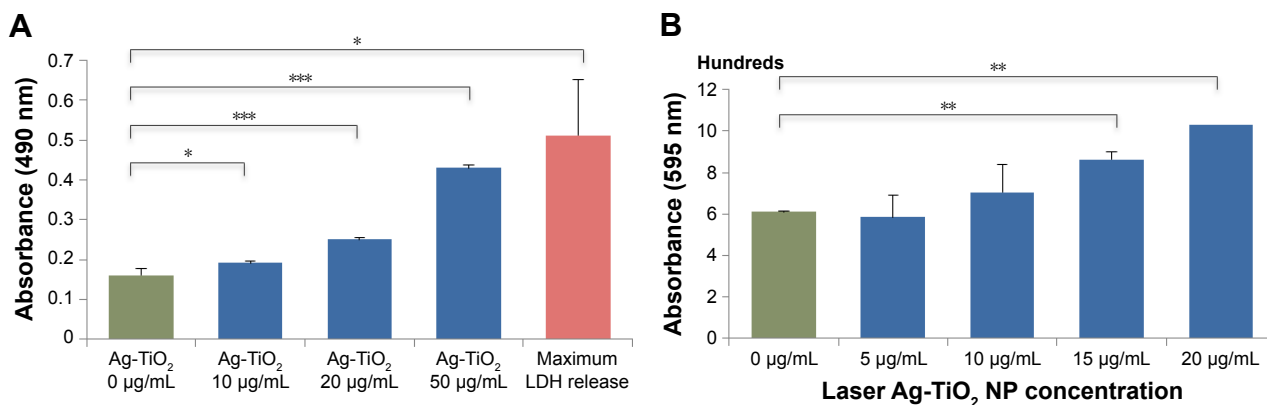 A
Absorbance (490 nm)
0.7
0.6
0.5
0.4
0.3
0.2
0.1
0
*
***
***
*
Ag-TiO₂ 0 µg/mL
Ag-TiO₂ 10 µg/mL
Ag-TiO₂ 20 µg/mL
Ag-TiO₂ 50 µg/mL
Maximum LDH release
B
Hundreds
Absorbance (595 nm)
12
10
8
6
4
2
0
**
**
0 µg/mL
5 µg/mL
10 µg/mL
15 µg/mL
20 µg/mL
Laser Ag-TiO₂ NP concentration